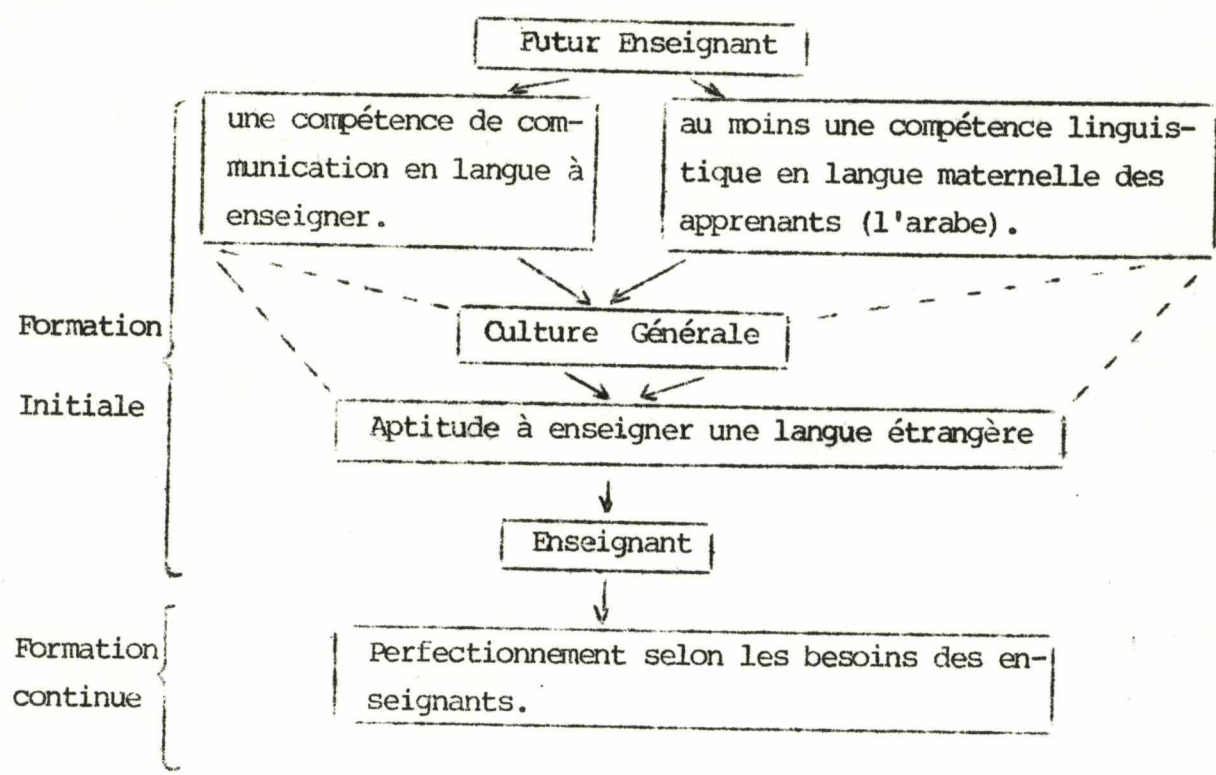 Futur Enseignant
une compétence de com-
munication en langue à
enseigner.
au moins une compétence linguis-
tique en langue maternelle des
apprenants (l'arabe).
Formation
Initiale
Culture Générale
Aptitude à enseigner une langue étrangère
Enseignant
Formation
continue
Perfectionnement selon les besoins des en-
seignants.